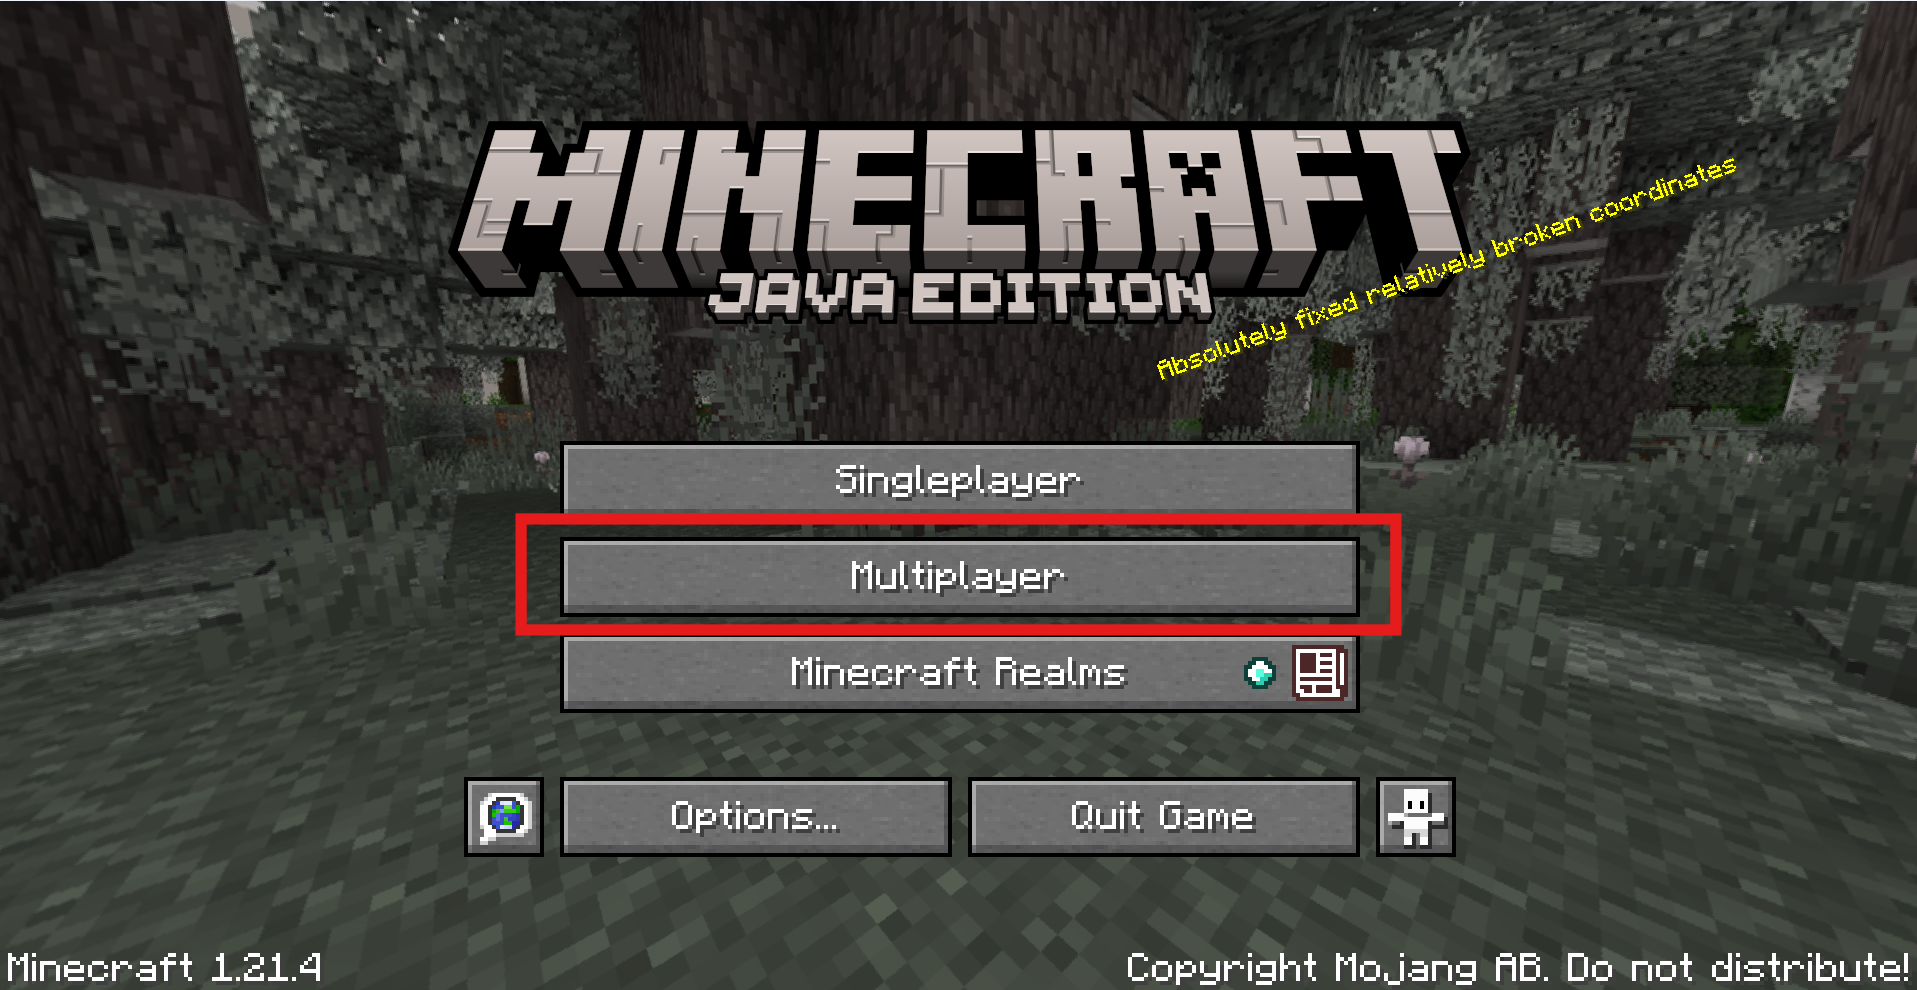 MINECRAFT
JAVA EDITION
Absolutely fixed relatively broken coordinates
Singleplayer
Multiplayer
Minecraft Realms
Options...
Quit Game
Minecraft 1.21.4
Copyright Mojang AB. Do not distribute!